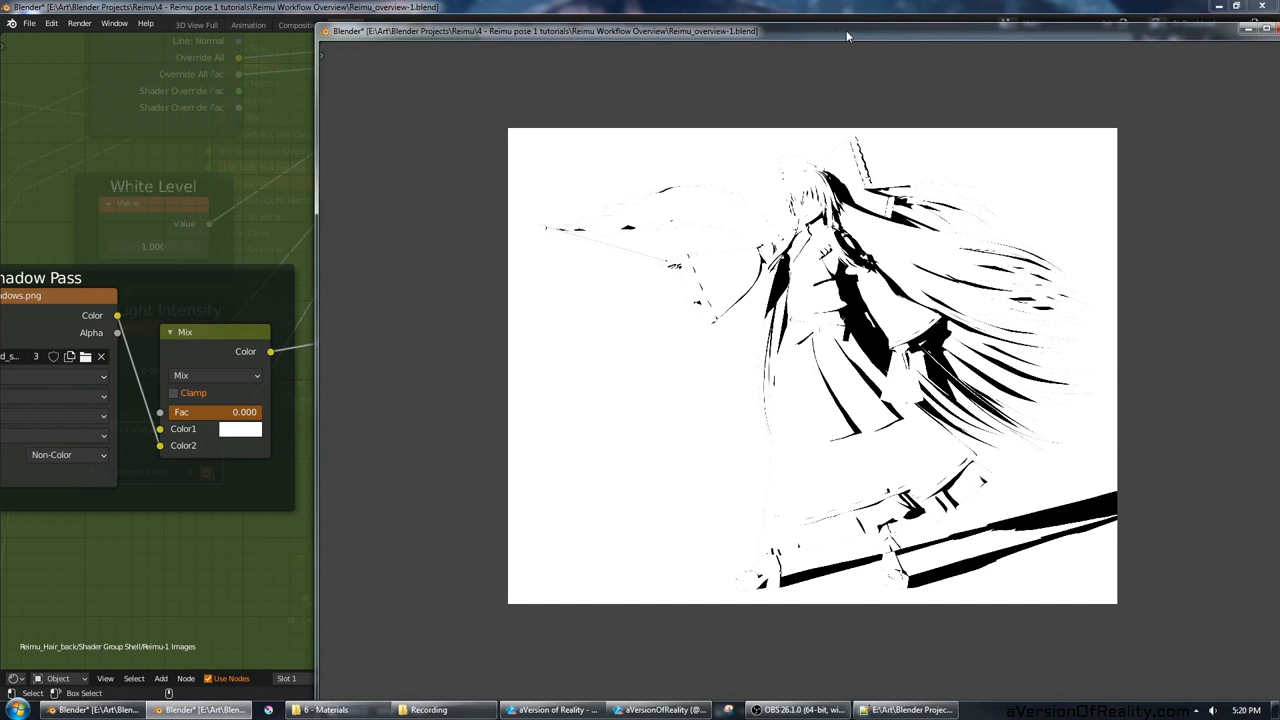 Blender* [E:\Art\Blender Projects\Reimu\4 - Reimu pose 1 tutorials\Reimu Workflow Overview\Reimu_overview-1.blend]
File Edit Render Window Help 3D View Full Animation
Blender* [E:\Art\Blender Projects\Reimu\4 - Reimu pose 1 tutorials\Reimu Workflow Overview\Reimu_overview-1.blend]
Line: Normal
Override All
Override All Fac
Shader Override Fac
Shader Override Fac
White Level
Value
Value
1.000
hadow Pass
dows.png
Color
Alpha
d_s... 3
Non-Color
Mix
Color
Mix
Clamp
Fac 0.000
Color1
Color2
Reimu_Hair_back/Shader Group Shell/Reimu-1 Images
Object View Select Add Node Use Nodes Slot 1
Select Box Select
Blender* [E:\Art\Blen... Blender* [E:\Art\Blen... 6 - Materials Recording aVersion of Reality -... aVersionOfReality (@... OBS 26.1.0 (64-bit, wi... E:\Art\Blender Projec... 5:20 PM
aVersionOfReality.com